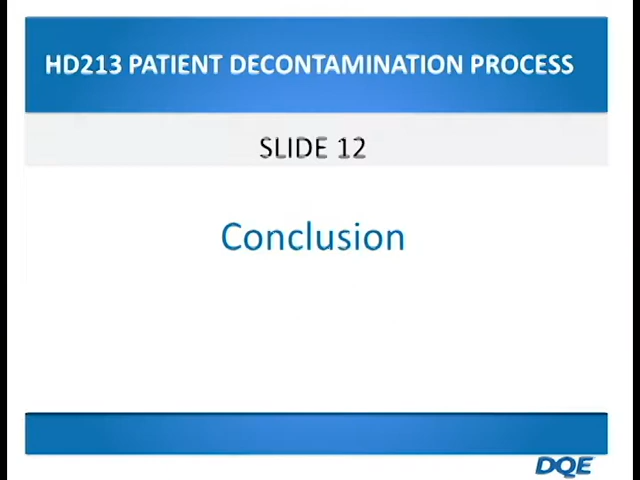 HD213 PATIENT DECONTAMINATION PROCESS
SLIDE 12
Conclusion
DQE